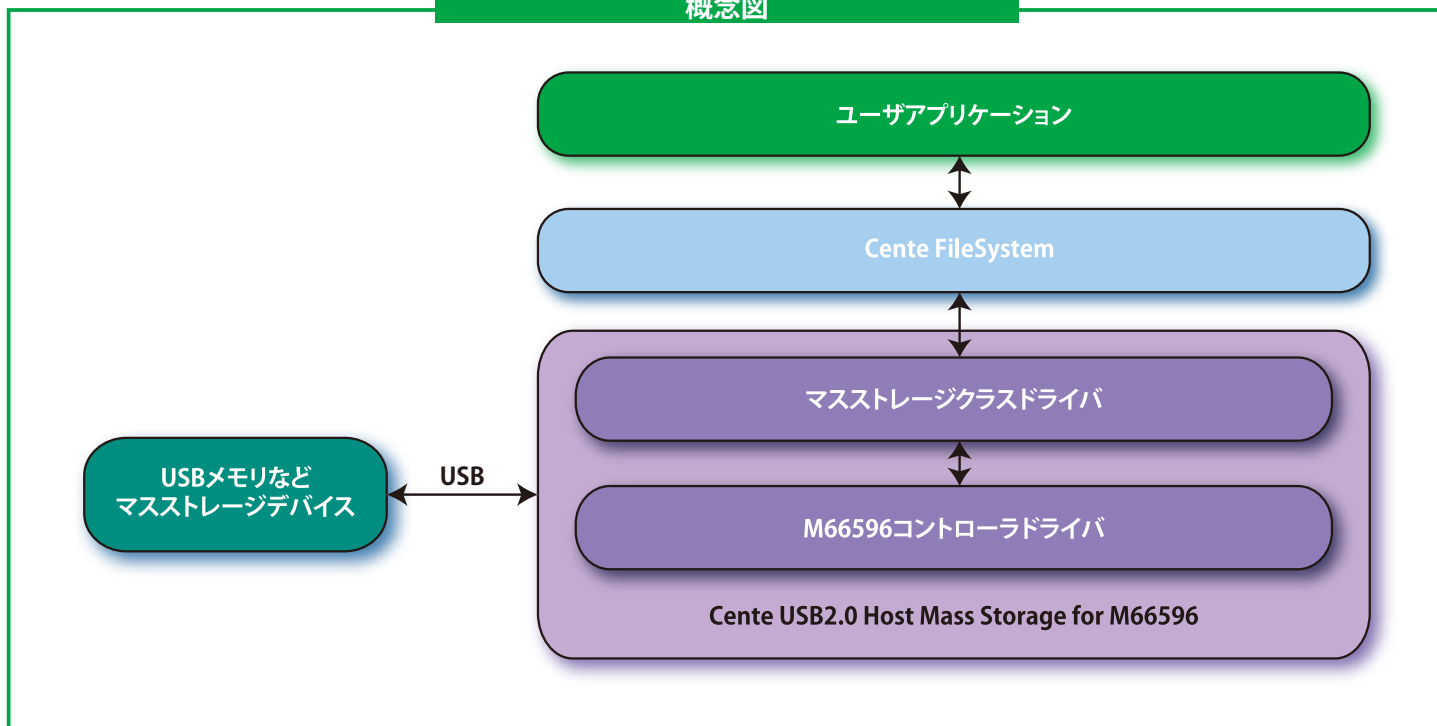 概念図
ユーザアプリケーション
Cente FileSystem
マスストレージクラスドライバ
USBメモリなど
マスストレージデバイス
USB
M66596コントローラドライバ
Cente USB2.0 Host Mass Storage for M66596